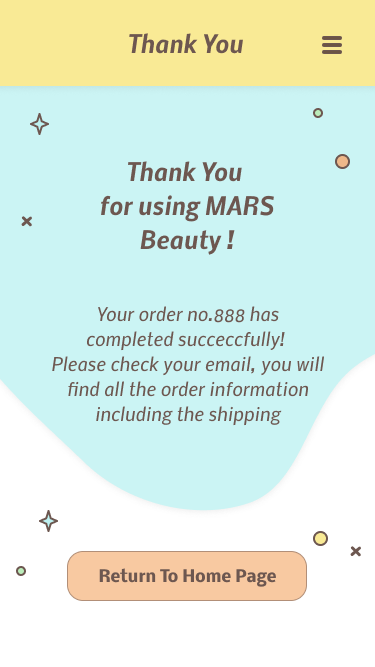 Thank You
Thank You
for using MARS
Beauty !
Your order no.888 has
completed succeccfully!
Please check your email, you will
find all the order information
including the shipping
Return To Home Page